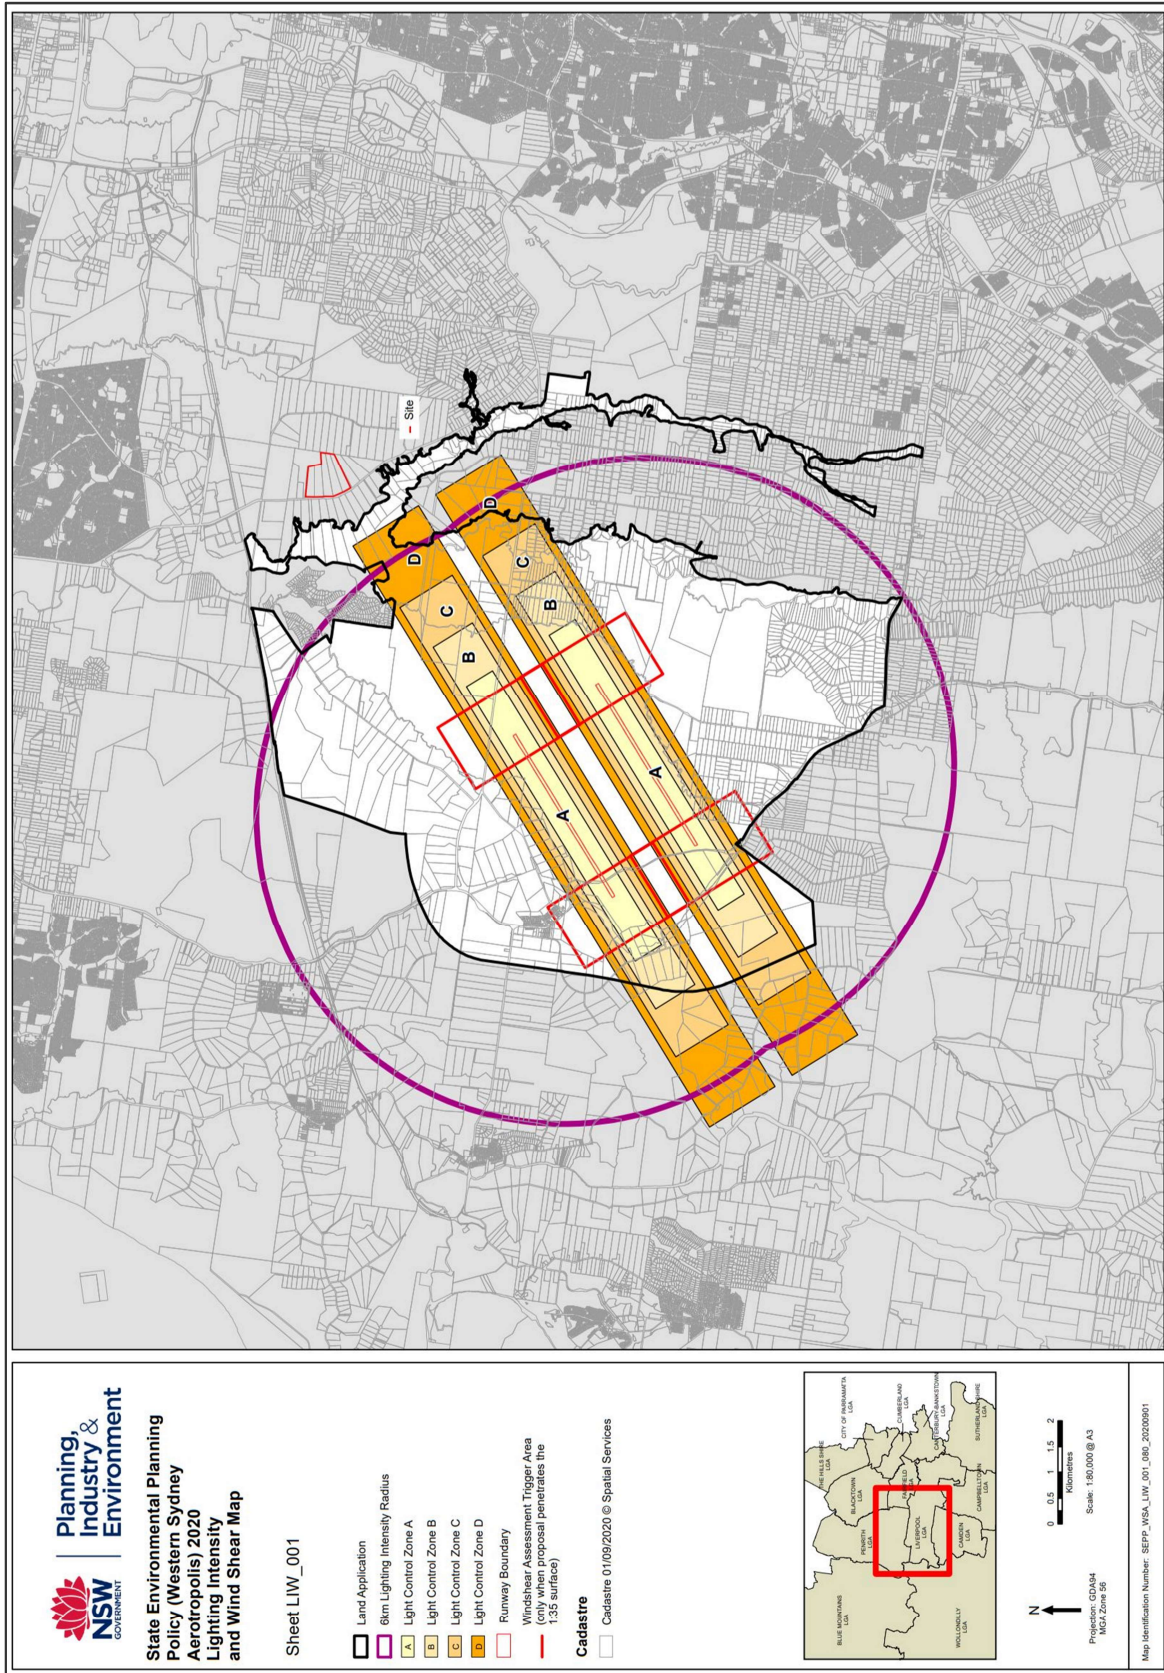 NSW
GOVERNMENT
Planning,
Industry &
Environment
State Environmental Planning
Policy (Western Sydney
Aerotropolis) 2020
Lighting Intensity
and Wind Shear Map
Sheet LIW_001
Land Application
6km Lighting Intensity Radius
A Light Control Zone A
B Light Control Zone B
C Light Control Zone C
D Light Control Zone D
Runway Boundary
Windshear Assessment Trigger Area
(only when proposal penetrates the
1:35 surface)
Cadastre
Cadastre 01/09/2020 © Spatial Services
BLUE MOUNTAINS
LGA
PENRITH
LGA
THE HILLS SHIRE
LGA
BLACKTOWN
LGA
CITY OF PARRAMATTA
LGA
CUMBERLAND
LGA
FAIRFIELD
LGA
CANTERBURY-BANKSTOWN
LGA
LIVERPOOL
LGA
SUTHERLAND SHIRE
LGA
CAMPBELLTOWN
LGA
CAMDEN
LGA
WOLLONDILLY
LGA
N
0 0.5 1 1.5 2
Kilometres
Projection: GDA94
MGA Zone 56
Scale: 1:80,000 @ A3
Map Identification Number: SEPP_WSA_LIW_001_080_20200901
Site
D
D
C
C
B
B
A
A